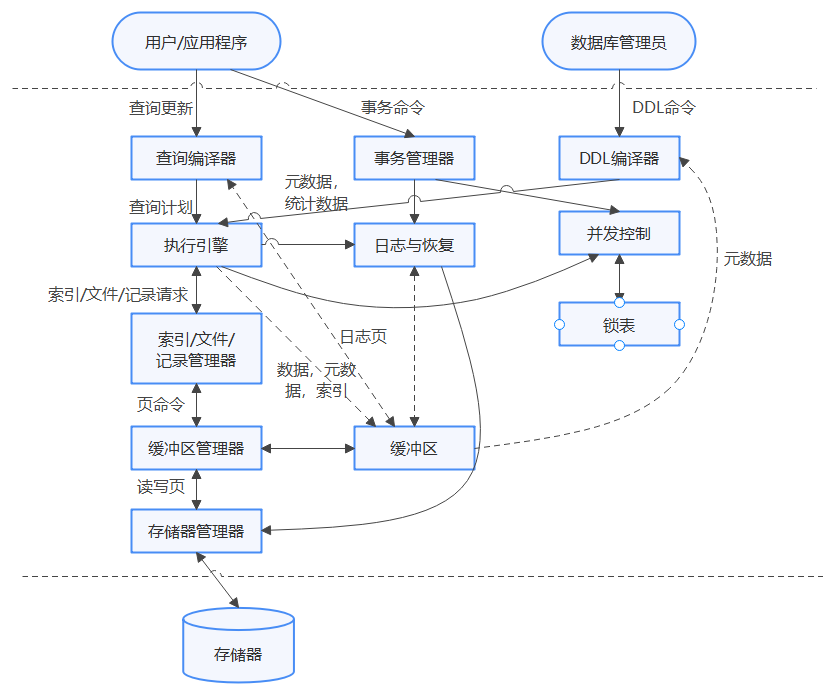 用户/应用程序
数据库管理员
查询更新
事务命令
DDL命令
查询编译器
事务管理器
DDL编译器
元数据，
统计数据
查询计划
执行引擎
日志与恢复
并发控制
元数据
索引/文件/记录请求
锁表
索引/文件/
记录管理器
日志页
数据，元数
据，索引
页命令
缓冲区管理器
缓冲区
读写页
存储器管理器
存储器